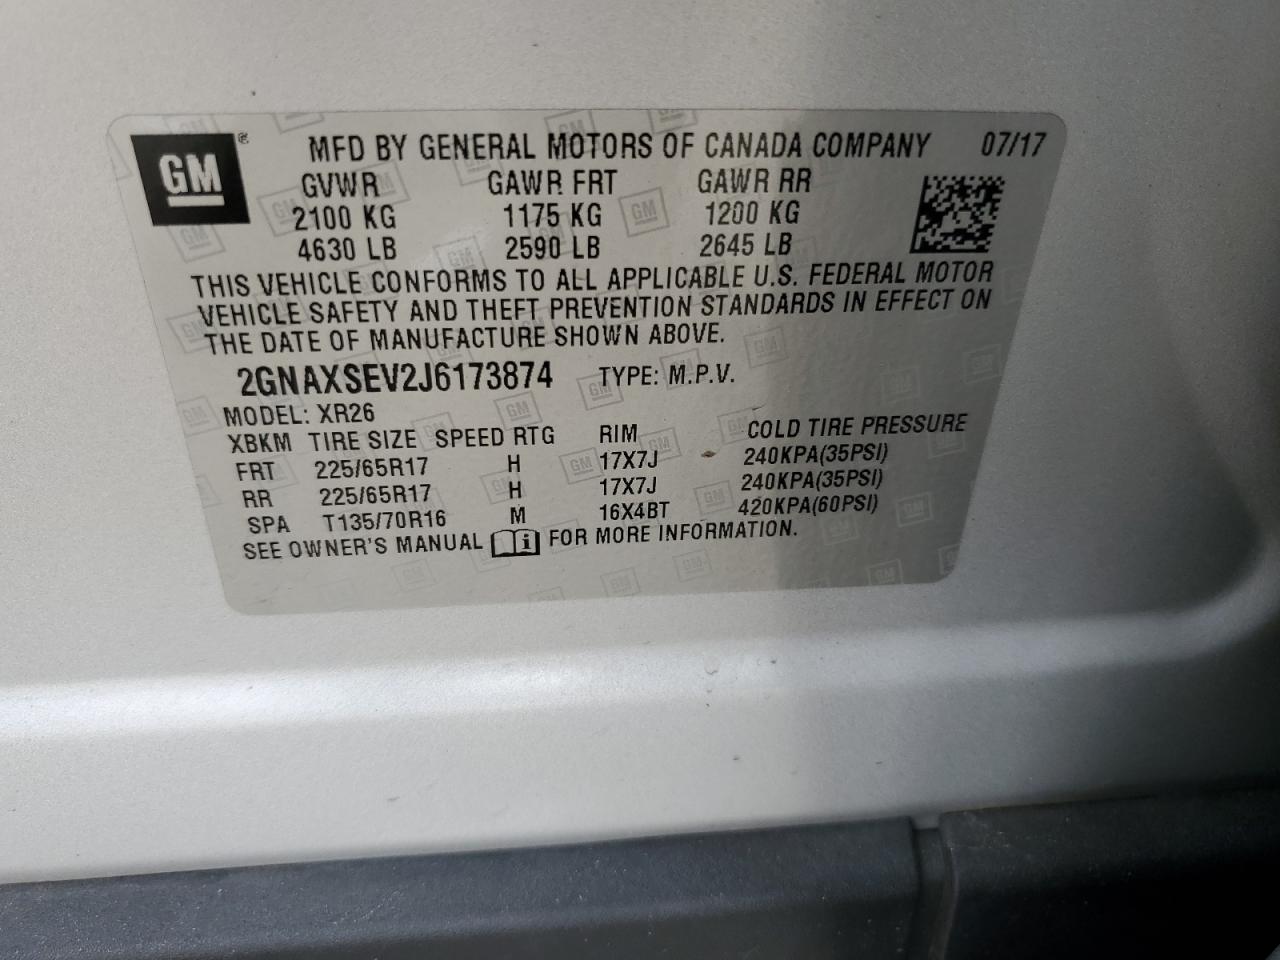 GM ® MFD BY GENERAL MOTORS OF CANADA COMPANY 07/17
GVWR GAWR FRT GAWR RR
2100 KG 1175 KG 1200 KG
4630 LB 2590 LB 2645 LB
THIS VEHICLE CONFORMS TO ALL APPLICABLE U.S. FEDERAL MOTOR
VEHICLE SAFETY AND THEFT PREVENTION STANDARDS IN EFFECT ON
THE DATE OF MANUFACTURE SHOWN ABOVE.
2GNAXSEV2J6173874 TYPE: M.P.V.
MODEL: XR26
XBKM TIRE SIZE SPEED RTG RIM COLD TIRE PRESSURE
FRT 225/65R17 H 17X7J 240KPA(35PSI)
RR 225/65R17 H 17X7J 240KPA(35PSI)
SPA T135/70R16 M 16X4BT 420KPA(60PSI)
SEE OWNER'S MANUAL i FOR MORE INFORMATION.